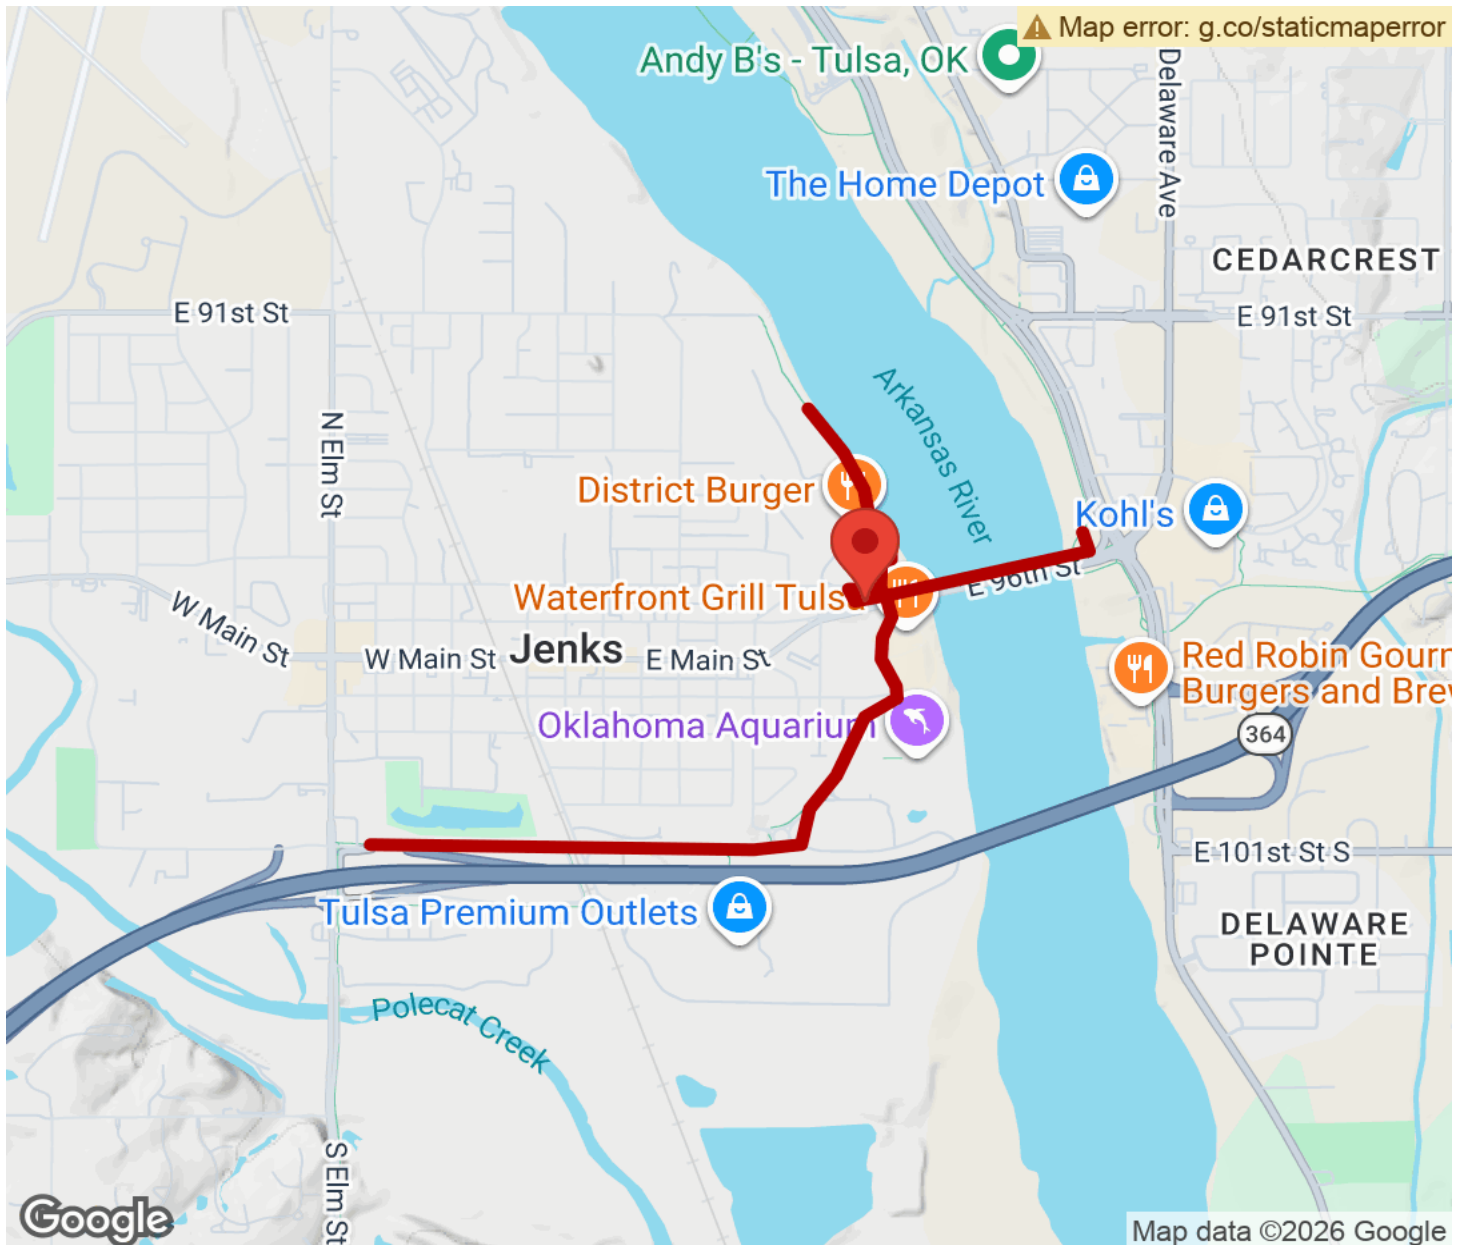 Map error: g.co/staticmaperror
Andy B's - Tulsa, OK
Delaware Ave
The Home Depot
CEDARCREST
E 91st St
E 91st St
N Elm St
Arkansas River
District Burger
Kohl's
E 96th St
Waterfront Grill Tulsa
W Main St
W Main St
Jenks
E Main St
Red Robin Gourm
Burgers and Brew
Oklahoma Aquarium
364
E 101st St S
Tulsa Premium Outlets
DELAWARE
POINTE
Polecat Creek
S Elm St
Google
Map data ©2026 Google